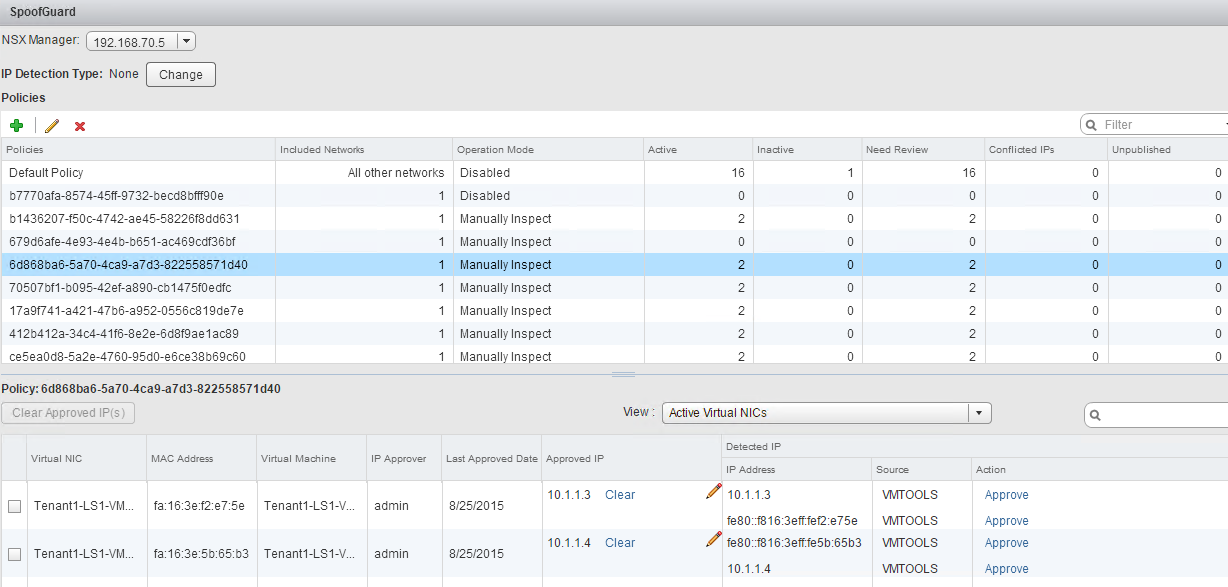 SpoofGuard
NSX Manager: 192.168.70.5
IP Detection Type: None Change
Policies
Filter
Policies Included Networks Operation Mode Active Inactive Need Review Conflicted IPs Unpublished
Default Policy All other networks Disabled 16 1 16 0 0
b7770afa-8574-45ff-9732-becd8bfff90e 1 Disabled 0 0 0 0 0
b1436207-f50c-4742-ae45-58226f8dd631 1 Manually Inspect 2 0 2 0 0
679d6afe-4e93-4e4b-b651-ac469cdf36bf 1 Manually Inspect 0 0 0 0 0
6d868ba6-5a70-4ca9-a7d3-822558571d40 1 Manually Inspect 2 0 2 0 0
70507bf1-b095-42ef-a890-cb1475f0edfc 1 Manually Inspect 2 0 2 0 0
17a9f741-a421-47b6-a952-0556c819de7e 1 Manually Inspect 2 0 2 0 0
412b412a-34c4-41f6-8e2e-6d8f9ae1ac89 1 Manually Inspect 2 0 2 0 0
ce5ea0d8-5a2e-4760-95d0-e6ce38b69c60 1 Manually Inspect 2 0 2 0 0
Policy: 6d868ba6-5a70-4ca9-a7d3-822558571d40
Clear Approved IP(s) View : Active Virtual NICs
Virtual NIC MAC Address Virtual Machine IP Approver Last Approved Date Approved IP Detected IP
IP Address Source Action
Tenant1-LS1-VM... fa:16:3e:f2:e7:5e Tenant1-LS1-V... admin 8/25/2015 10.1.1.3 Clear 10.1.1.3 VMTOOLS Approve
fe80::f816:3eff:fef2:e75e VMTOOLS Approve
Tenant1-LS1-VM... fa:16:3e:5b:65:b3 Tenant1-LS1-V... admin 8/25/2015 10.1.1.4 Clear fe80::f816:3eff:fe5b:65b3 VMTOOLS Approve
10.1.1.4 VMTOOLS Approve